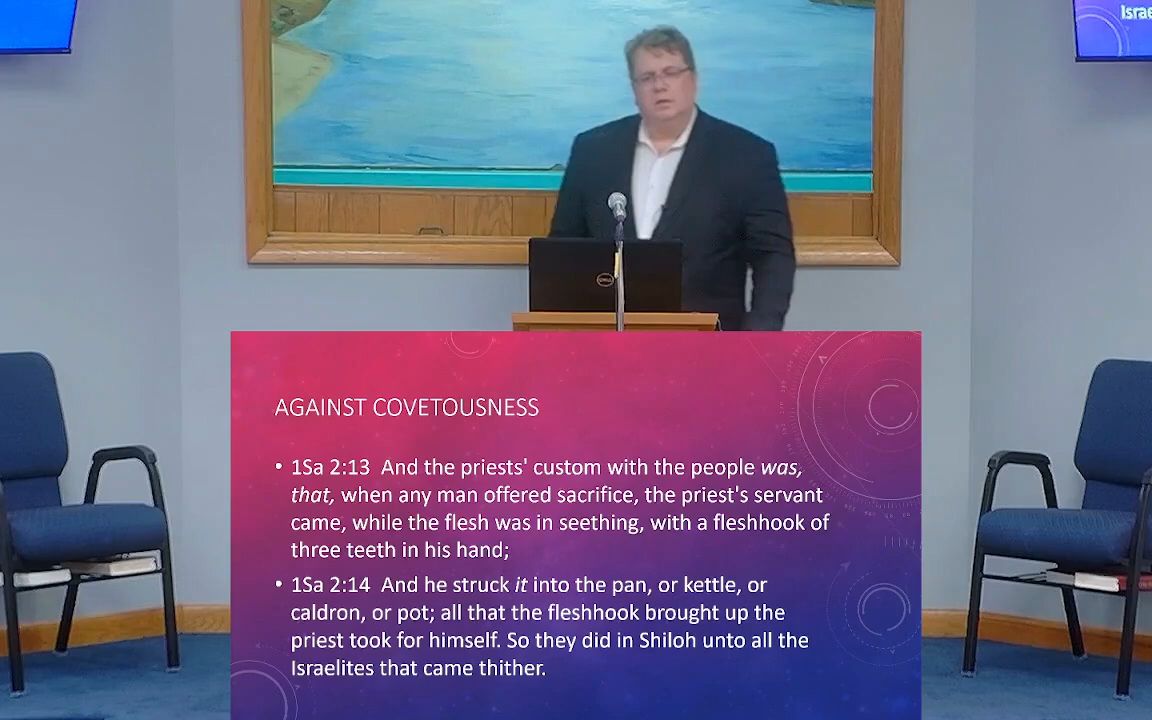 Israe
DELL
AGAINST COVETOUSNESS
• 1Sa 2:13  And the priests' custom with the people was,
that, when any man offered sacrifice, the priest's servant
came, while the flesh was in seething, with a fleshhook of
three teeth in his hand;
• 1Sa 2:14  And he struck it into the pan, or kettle, or
caldron, or pot; all that the fleshhook brought up the
priest took for himself. So they did in Shiloh unto all the
Israelites that came thither.